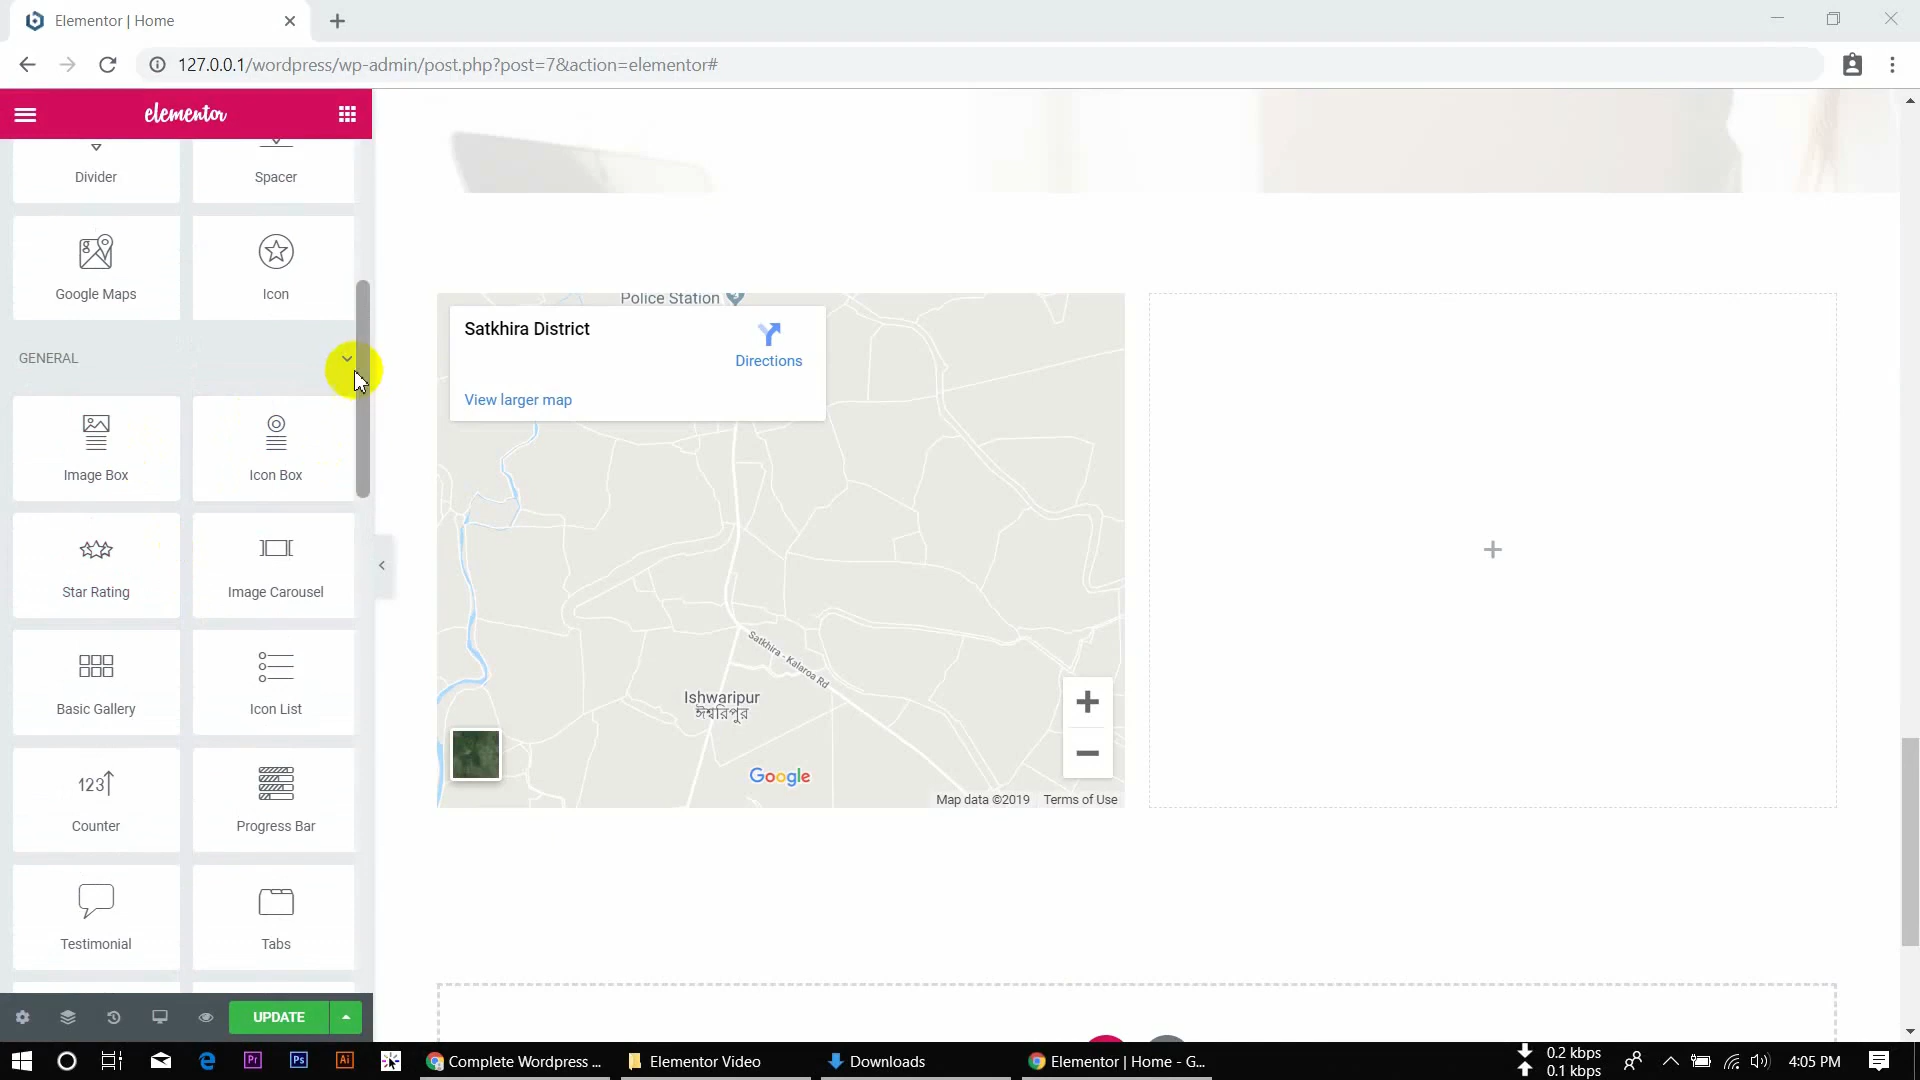 Elementor | Home
127.0.0.1/wordpress/wp-admin/post.php?post=7&action=elementor#
elementor
Divider
Spacer
Google Maps
Icon
GENERAL
Image Box
Icon Box
Star Rating
Image Carousel
Basic Gallery
Icon List
123
Counter
Progress Bar
Testimonial
Tabs
UPDATE
Police Station
Satkhira District
Directions
View larger map
Satkhira - Kalaroa Rd
Ishwaripur
ঈশ্বরিপুর
Google
Map data ©2019
Terms of Use
Pr
Ps
Ai
Complete Wordpress ...
Elementor Video
Downloads
Elementor | Home - G...
0.2 kbps
0.1 kbps
4:05 PM